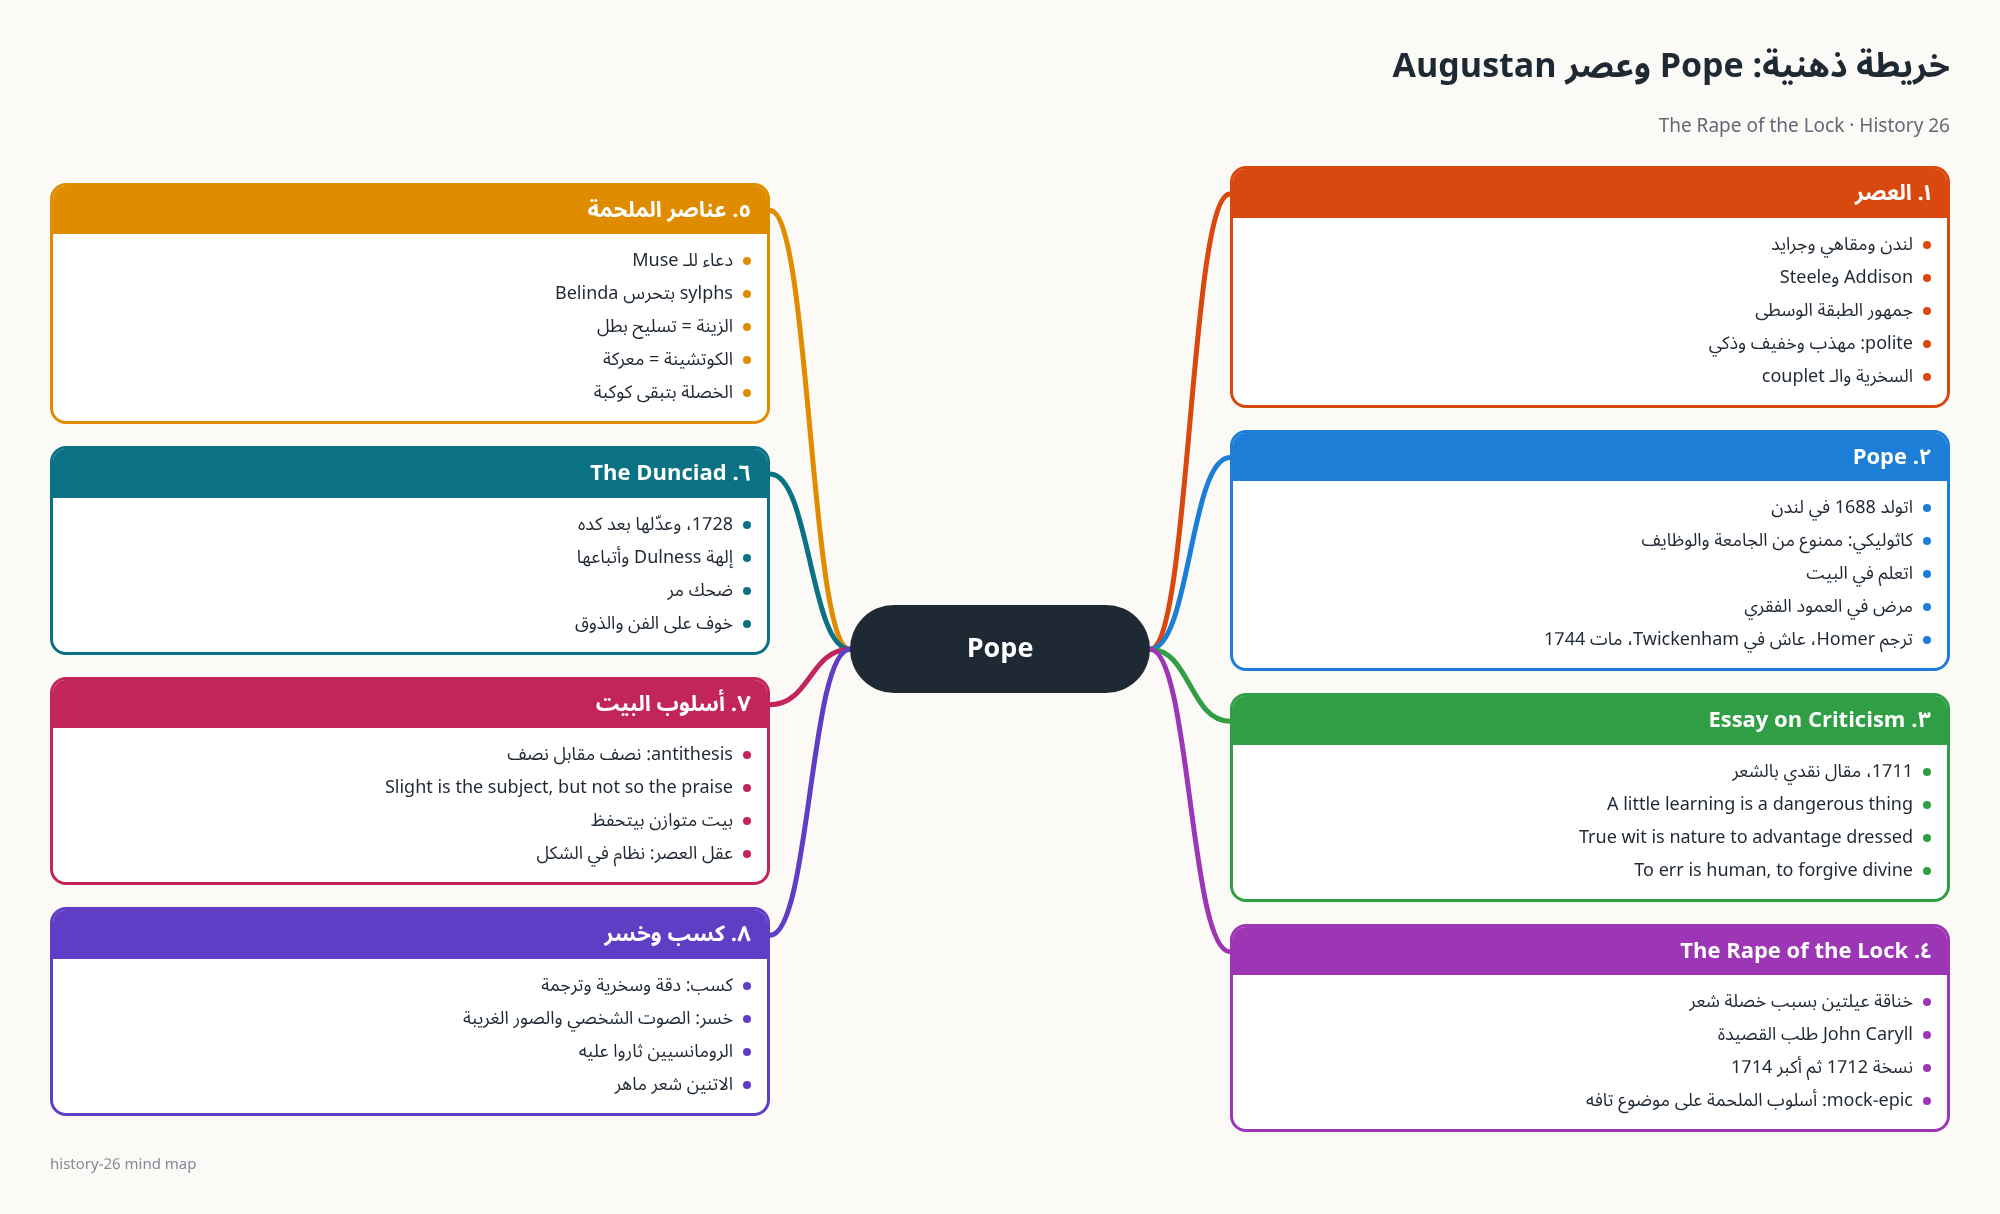 خريطة ذهنية: Pope وعصر Augustan
The Rape of the Lock · History 26
١. العصر
لندن ومقاهي وجرايد
Addison وSteele
جمهور الطبقة الوسطى
polite: مهذب وخفيف وذكي
السخرية والـ couplet
٢. Pope
اتولد 1688 في لندن
كاثوليكي: ممنوع من الجامعة والوظايف
اتعلم في البيت
مرض في العمود الفقري
ترجم Homer، عاش في Twickenham، مات 1744
٣. Essay on Criticism
1711، مقال نقدي بالشعر
A little learning is a dangerous thing
True wit is nature to advantage dressed
To err is human, to forgive divine
٤. The Rape of the Lock
خناقة عيلتين بسبب خصلة شعر
John Caryll طلب القصيدة
نسخة 1712 ثم أكبر 1714
mock-epic: أسلوب الملحمة على موضوع تافه
Pope
٥. عناصر الملحمة
دعاء للـ Muse
sylphs بتحرس Belinda
الزينة = تسليح بطل
الكوتشينة = معركة
الخصلة بتبقى كوكبة
٦. The Dunciad
1728، وعدّلها بعد كده
إلهة Dulness وأتباعها
ضحك مر
خوف على الفن والذوق
٧. أسلوب البيت
antithesis: نصف مقابل نصف
Slight is the subject, but not so the praise
بيت متوازن بيتحفظ
عقل العصر: نظام في الشكل
٨. كسب وخسر
كسب: دقة وسخرية وترجمة
خسر: الصوت الشخصي والصور الغريبة
الرومانسيين ثاروا عليه
الاتنين شعر ماهر
history-26 mind map